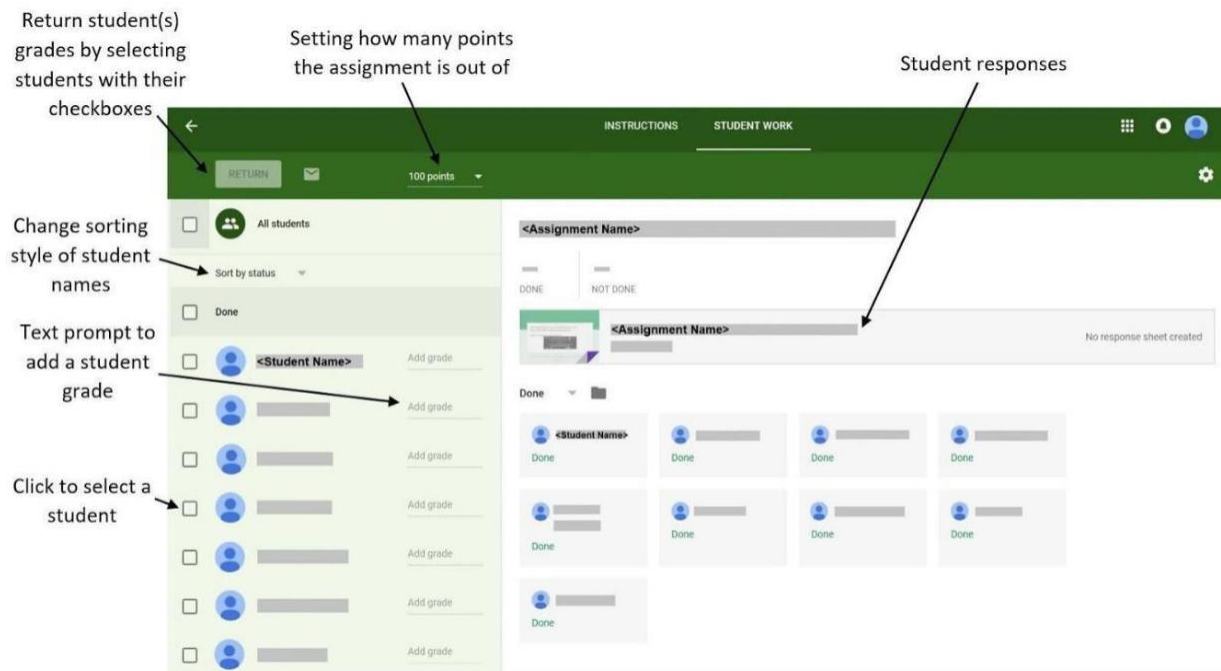 Return student(s)
grades by selecting
students with their
checkboxes
Setting how many points
the assignment is out of
Student responses
INSTRUCTIONS
STUDENT WORK
RETURN
100 points
All students
Change sorting
style of student
names
Sort by status
Done
Text prompt to
add a student
grade
<Student Name>
Add grade
Add grade
Add grade
Click to select a
student
Add grade
Add grade
Add grade
Add grade
<Assignment Name>
DONE
NOT DONE
<Assignment Name>
No response sheet created
Done
<Student Name>
Done
Done
Done
Done
Done
Done
Done
Done
Done